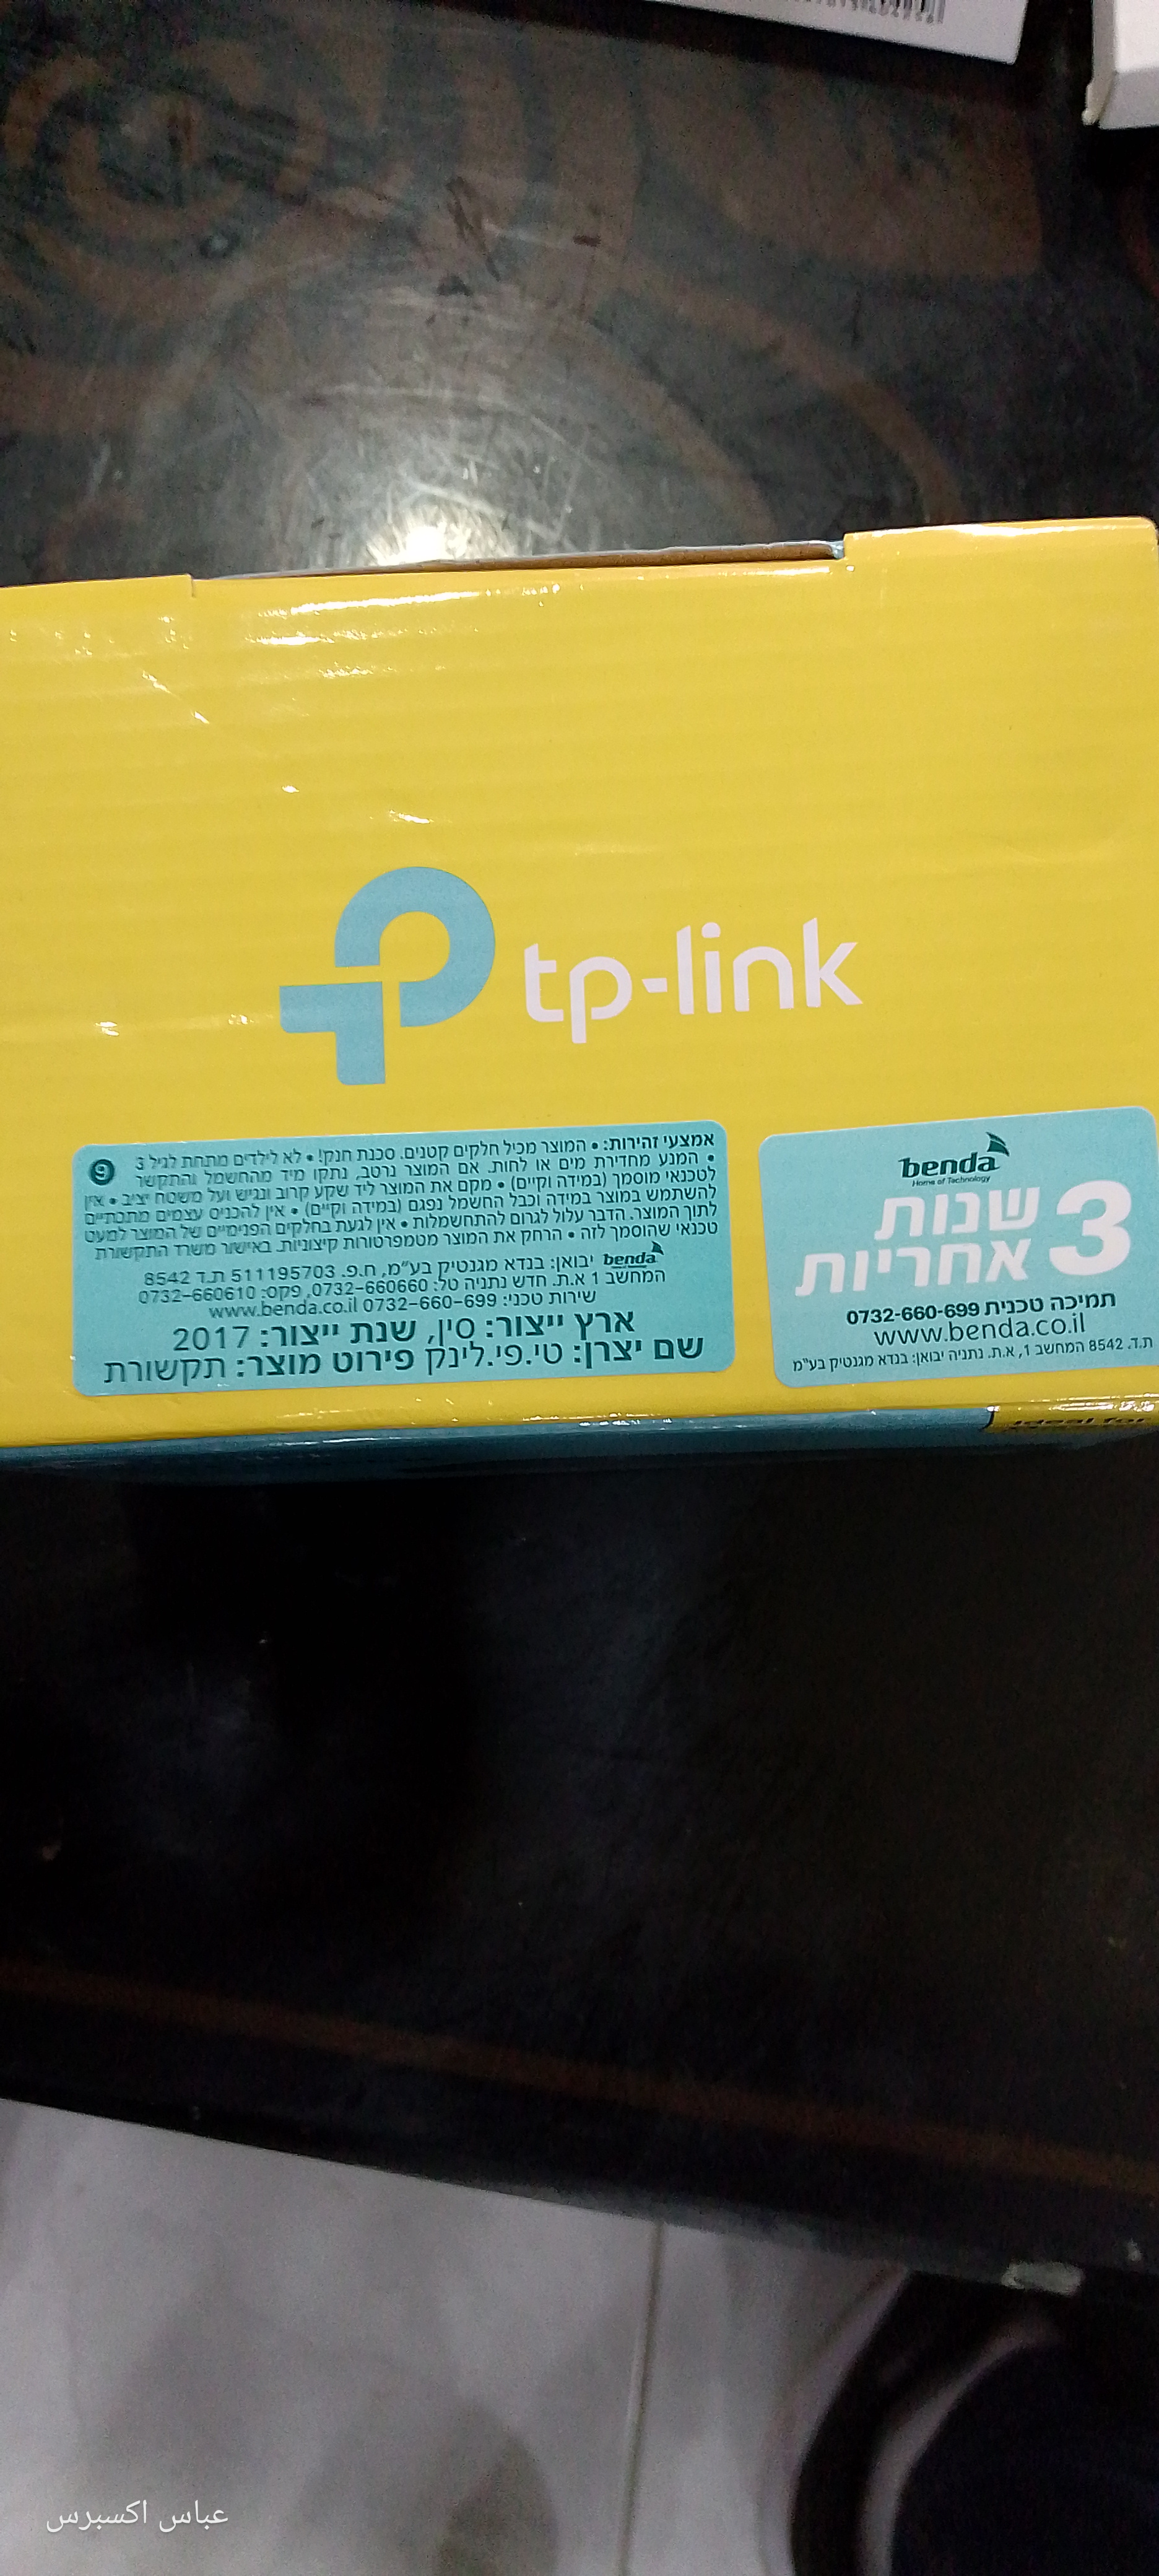 tp-link
אמצעי זהירות: • המוצר מכיל חלקים קטנים. סכנת חנק! • לא לילדים מתחת לגיל 3
• המנע מחדירת מים או לחות. אם המוצר נרטב, נתקו מיד מהחשמל והתקשר
לטכנאי מוסמך (במידה וקיים) • מקם את המוצר ליד שקע קרוב ונגיש ועל משטח יציב • אין
להשתמש במוצר במידה וכבל החשמל נפגם (במידה וקיים) • אין להכניס עצמים מתכתיים
לתוך המוצר. הדבר עלול לגרום להתחשמלות • אין לגעת בחלקים הפנימיים של המוצר למעט
טכנאי שהוסמך לזה • הרחק את המוצר מטמפרטורות קיצוניות. באישור משרד התקשורת
9
benda יבואן: בנדא מגנטיק בע"מ, ח.פ. 511195703 ת.ד 8542
המחשב 1 א.ת. חדש נתניה טל: 0732-660660, פקס: 0732-660610
שירות טכני: 0732-660-699 www.benda.co.il
ארץ ייצור: סין, שנת ייצור: 2017
שם יצרן: טי.פי.לינק פירוט מוצר: תקשורת
benda
Home of Technology
3 שנות
אחריות
תמיכה טכנית 0732-660-699
www.benda.co.il
ת.ד. 8542 המחשב 1, א.ת. נתניה יבואן: בנדא מגנטיק בע"מ
Ideal for
عباس اكسبرس